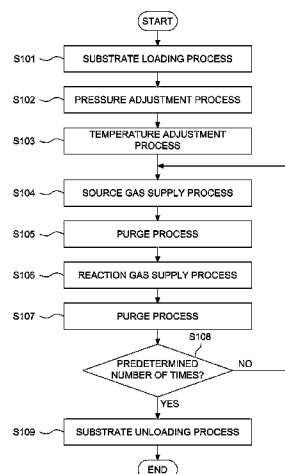 START
S101 SUBSTRATE LOADING PROCESS
S102 PRESSURE ADJUSTMENT PROCESS
S103 TEMPERATURE ADJUSTMENT
PROCESS
S104 SOURCE GAS SUPPLY PROCESS
S105 PURGE PROCESS
S106 REACTION GAS SUPPLY PROCESS
S107 PURGE PROCESS
S108
PREDETERMINED
NUMBER OF TIMES?
NO
YES
S109 SUBSTRATE UNLOADING PROCESS
END